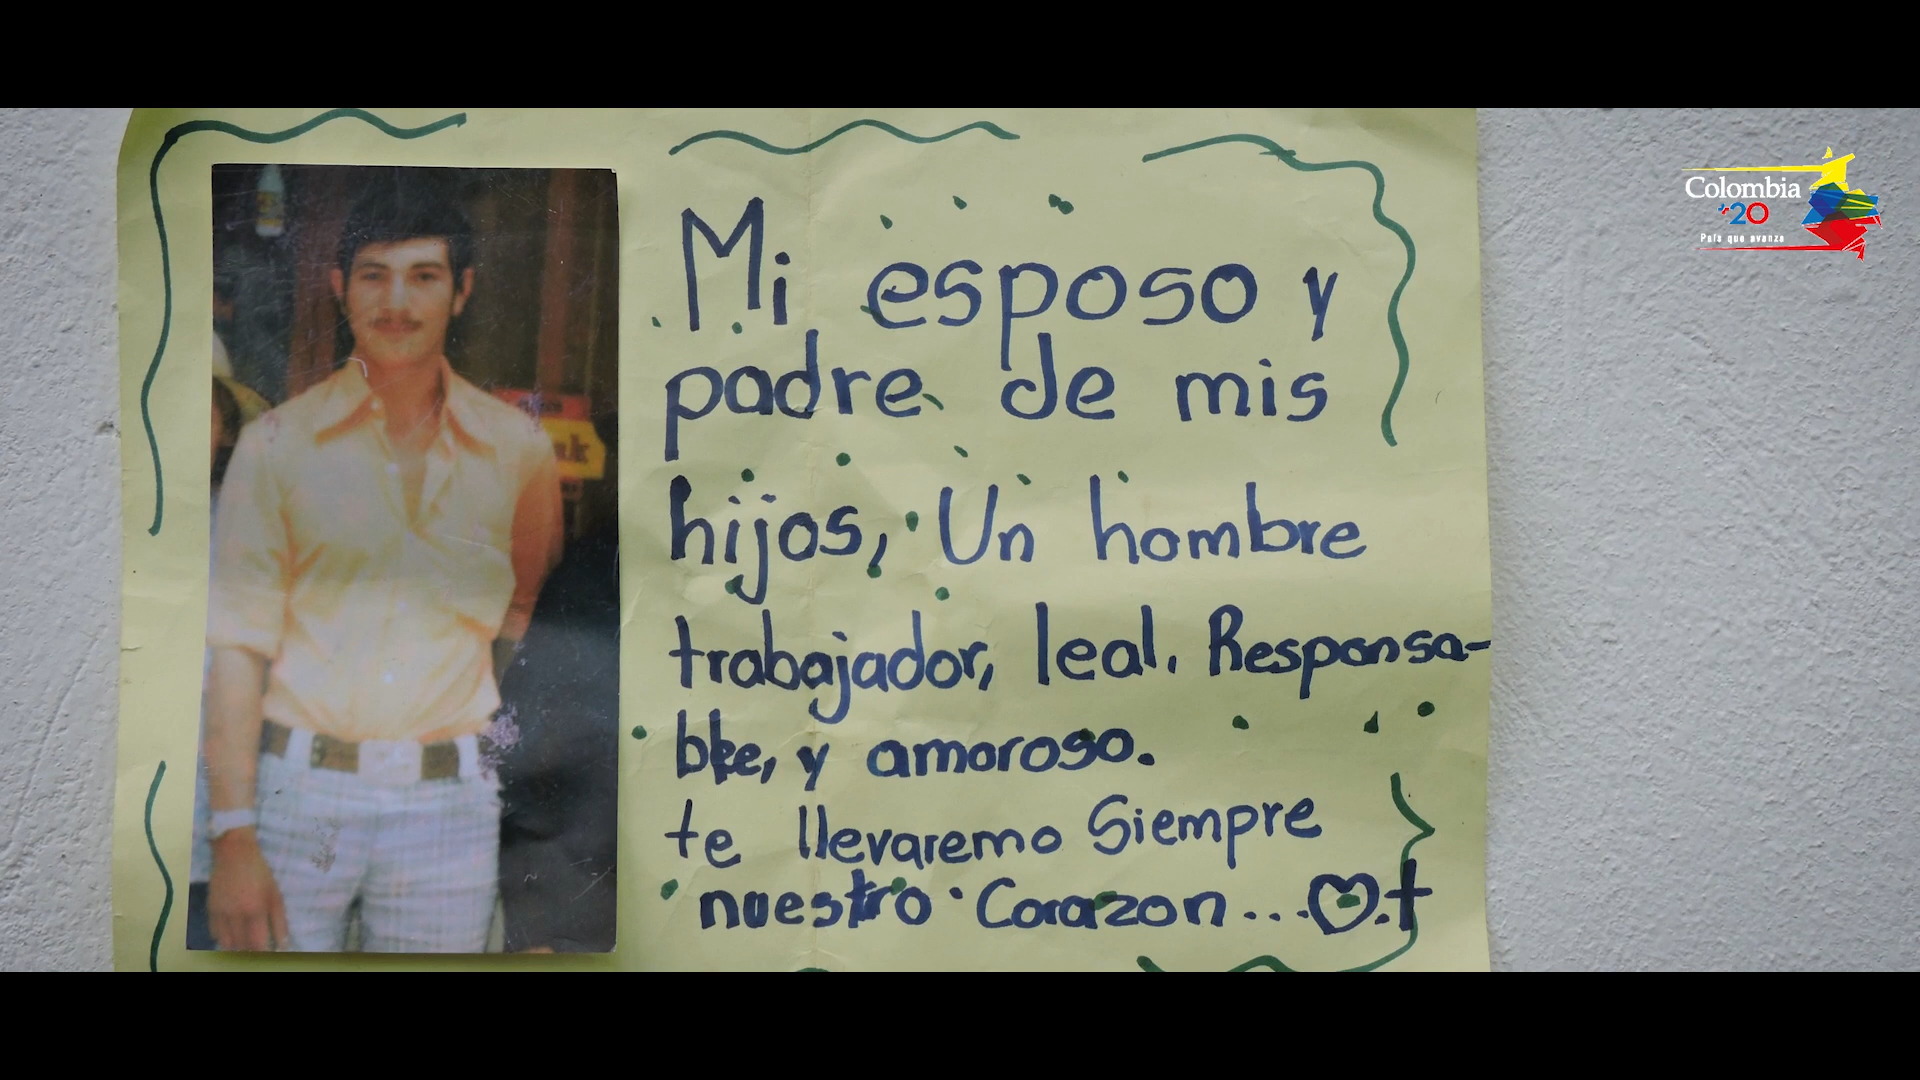 Mi esposo y
padre de mis
hijos, Un hombre
trabajador, leal. Responsa-
ble, y amoroso.
te llevaremo Siempre
nuestro Corazon...
Colombia
+20
País que avanza